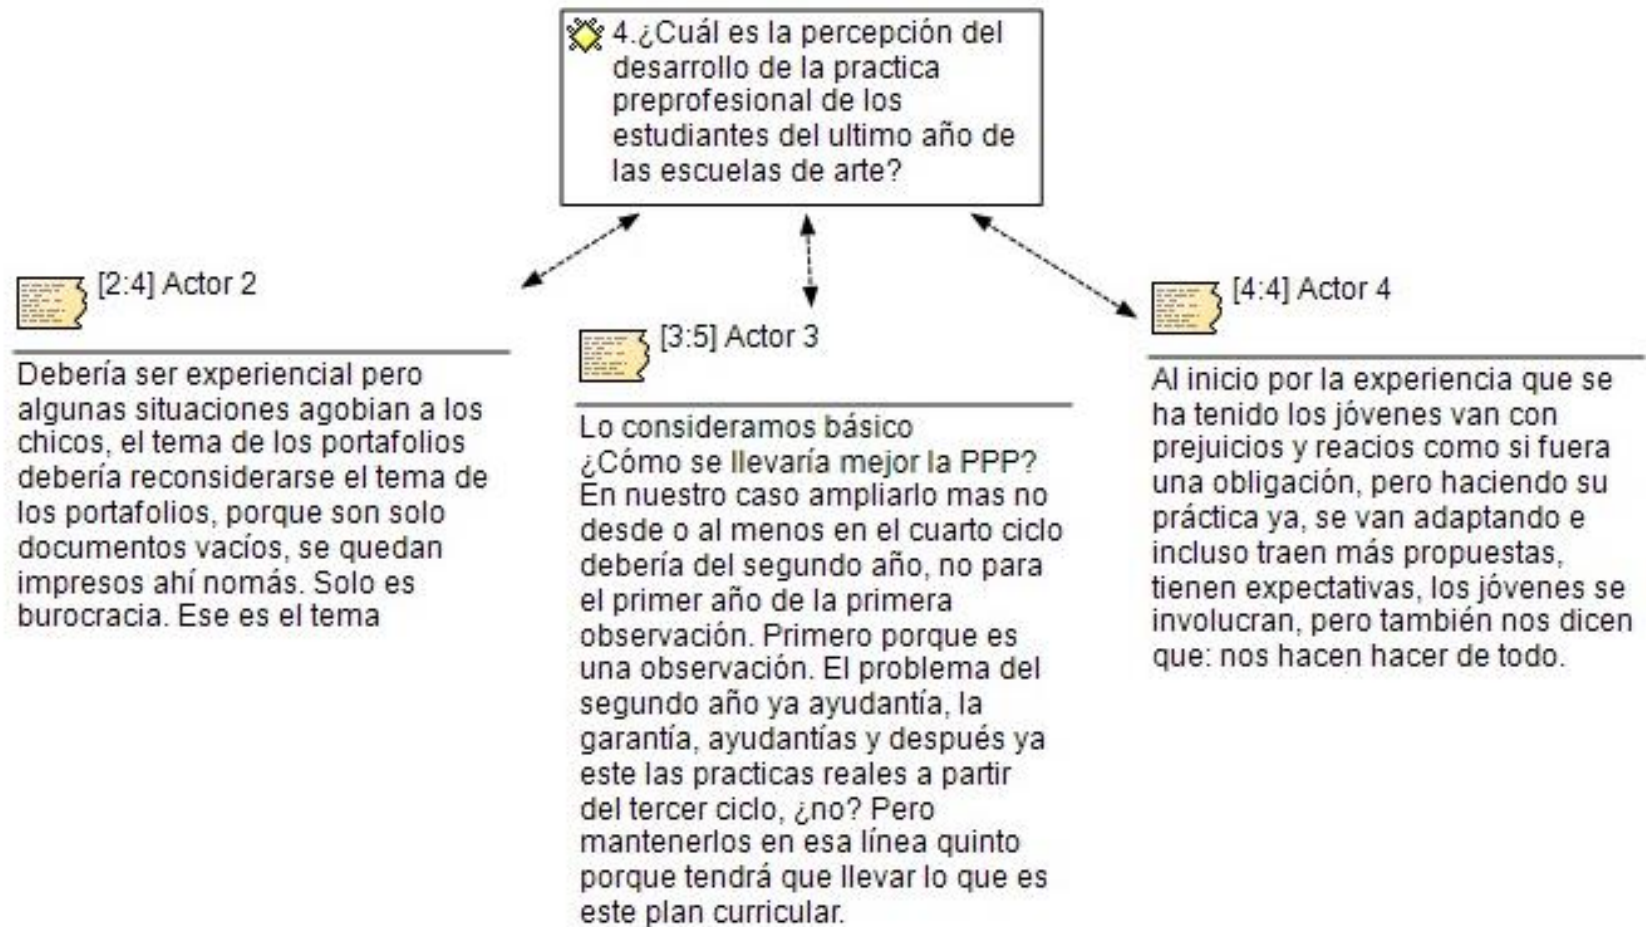 4.¿Cuál es la percepción del
desarrollo de la practica
preprofesional de los
estudiantes del ultimo año de
las escuelas de arte?
[2:4] Actor 2
Debería ser experiencial pero
algunas situaciones agobian a los
chicos, el tema de los portafolios
debería reconsiderarse el tema de
los portafolios, porque son solo
documentos vacíos, se quedan
impresos ahí nomás. Solo es
burocracia. Ese es el tema
[3:5] Actor 3
Lo consideramos básico
¿Cómo se llevaría mejor la PPP?
En nuestro caso ampliarlo mas no
desde o al menos en el cuarto ciclo
debería del segundo año, no para
el primer año de la primera
observación. Primero porque es
una observación. El problema del
segundo año ya ayudantía, la
garantía, ayudantías y después ya
este las practicas reales a partir
del tercer ciclo, ¿no? Pero
mantenerlos en esa línea quinto
porque tendrá que llevar lo que es
este plan curricular.
[4:4] Actor 4
Al inicio por la experiencia que se
ha tenido los jóvenes van con
prejuicios y reacios como si fuera
una obligación, pero haciendo su
práctica ya, se van adaptando e
incluso traen más propuestas,
tienen expectativas, los jóvenes se
involucran, pero también nos dicen
que: nos hacen hacer de todo.